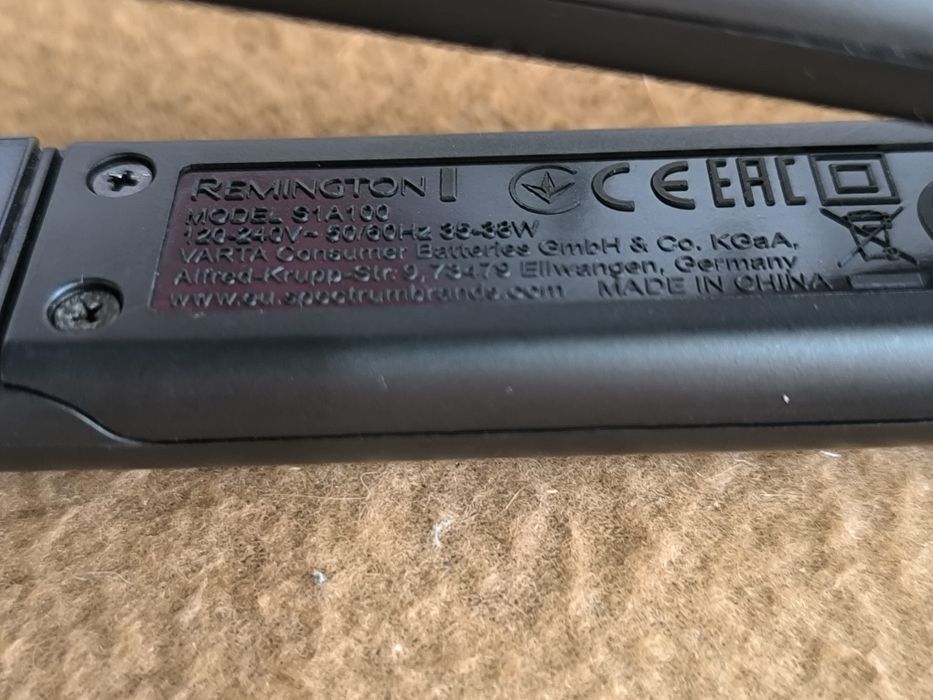 REMINGTON
CE EAC
MODEL S1A100
120-240V~ 50/60Hz 35-38W
VARTA Consumer Batteries GmbH & Co. KGaA,
Alfred-Krupp-Str. 9, 73479 Ellwangen, Germany
www.eu.spectrumbrands.com MADE IN CHINA